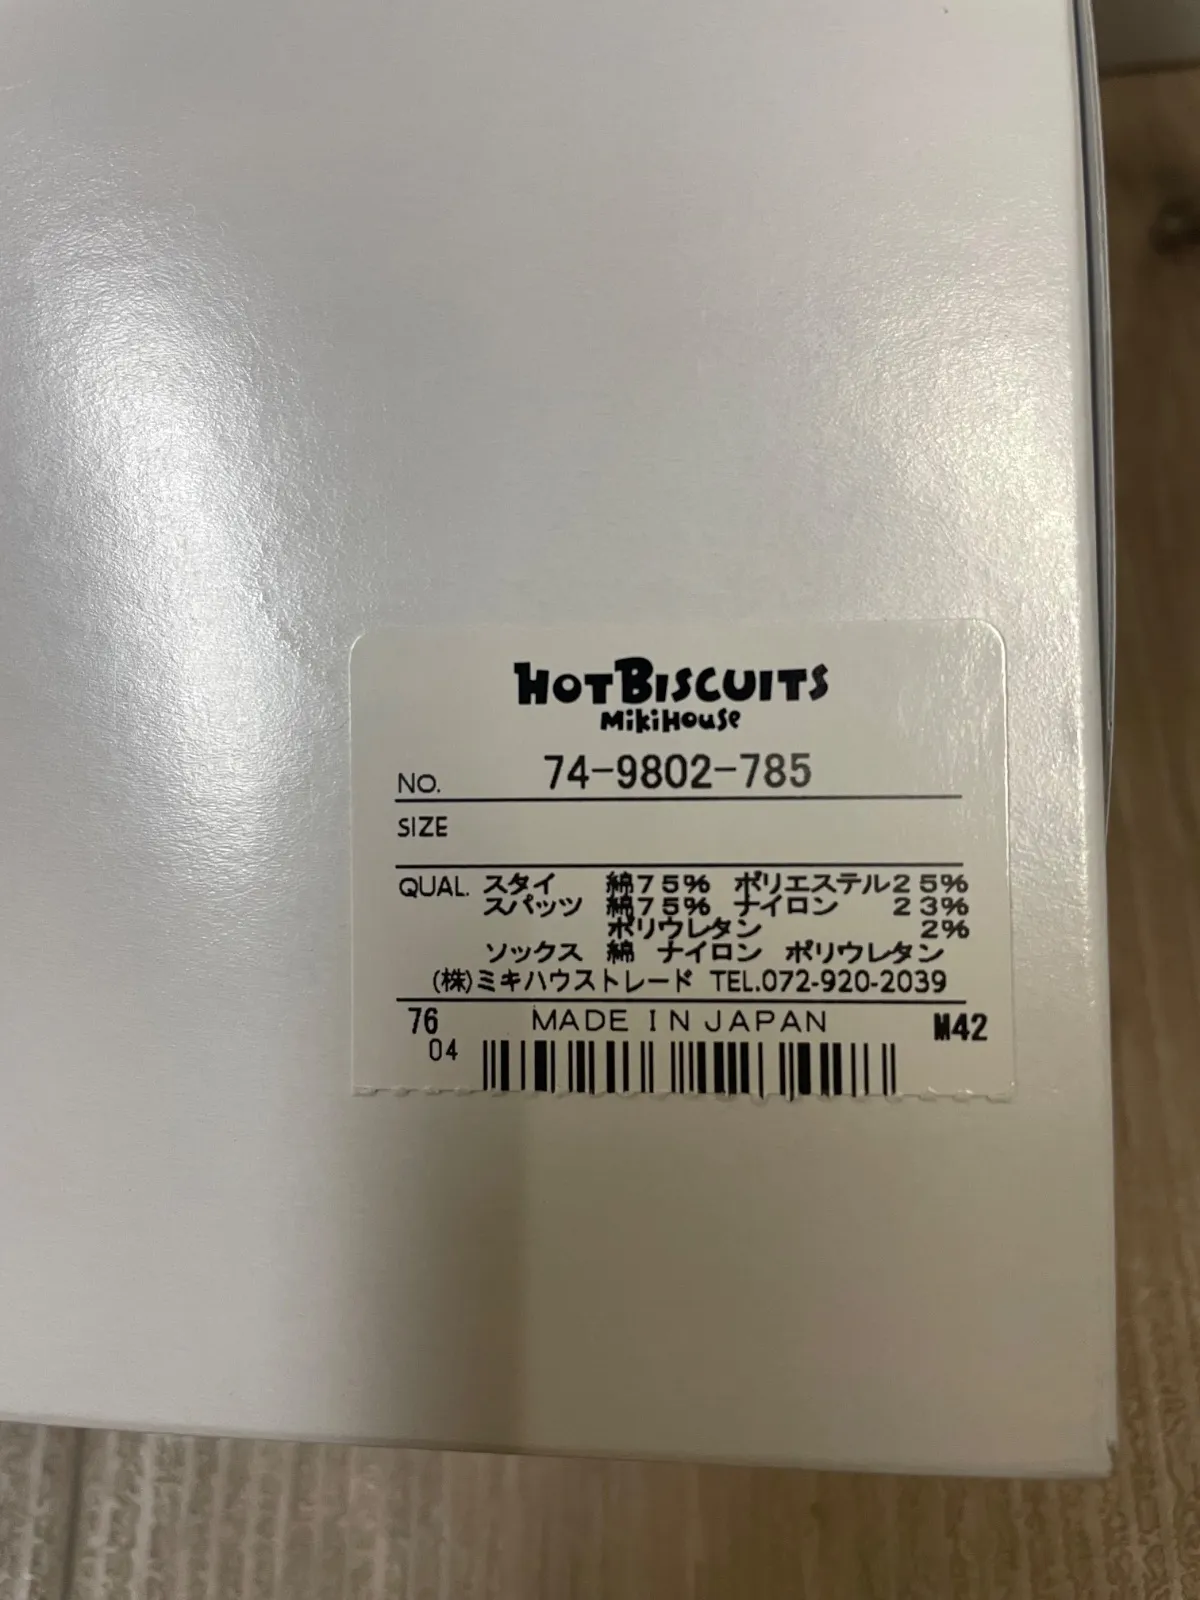 HOTBISCUITS
MikiHouse
NO. 74-9802-785
SIZE
QUAL. スタイ 綿75% ポリエステル25%
スパッツ 綿75% ナイロン 23%
ポリウレタン 2%
ソックス 綿 ナイロン ポリウレタン
(株)ミキハウストレード TEL.072-920-2039
76 MADE IN JAPAN M42
04